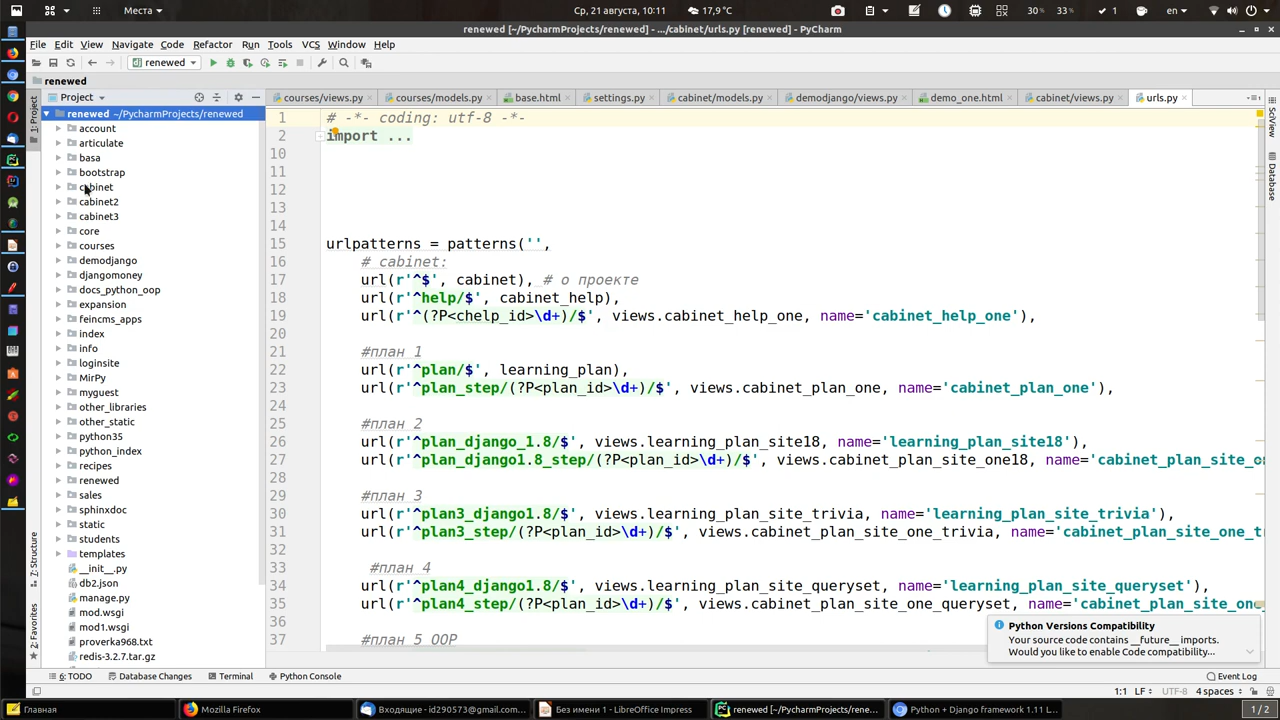 Места
Ср, 21 августа, 10:11
17,9 °C
30%
33%
1
en
renewed [~/PycharmProjects/renewed] - .../cabinet/urls.py [renewed] - PyCharm
File Edit View Navigate Code Refactor Run Tools VCS Window Help
renewed
renewed
Project
courses/views.py
courses/models.py
base.html
settings.py
cabinet/models.py
demodjango/views.py
demo_one.html
cabinet/views.py
urls.py
1: Project
7: Structure
2: Favorites
SciView
Database
renewed ~/PycharmProjects/renewed
account
articulate
basa
bootstrap
cabinet
cabinet2
cabinet3
core
courses
demodjango
djangomoney
docs_python_oop
expansion
feincms_apps
index
info
loginsite
MirPy
myguest
other_libraries
other_static
python35
python_index
recipes
renewed
sales
sphinxdoc
static
students
templates
__init__.py
db2.json
manage.py
mod.wsgi
mod1.wsgi
proverka968.txt
redis-3.2.7.tar.gz
1 # -*- coding: utf-8 -*-
2 import ...
10
11
12
13
14
15 urlpatterns = patterns('',
16 # cabinet:
17 url(r'^$', cabinet), # о проекте
18 url(r'^help/$', cabinet_help),
19 url(r'^(?P<chelp_id>\d+)/$', views.cabinet_help_one, name='cabinet_help_one'),
20
21 #план 1
22 url(r'^plan/$', learning_plan),
23 url(r'^plan_step/(?P<plan_id>\d+)/$', views.cabinet_plan_one, name='cabinet_plan_one'),
24
25 #план 2
26 url(r'^plan_django_1.8/$', views.learning_plan_site18, name='learning_plan_site18'),
27 url(r'^plan_django1.8_step/(?P<plan_id>\d+)/$', views.cabinet_plan_site_one18, name='cabinet_plan_site_o
28
29 #план 3
30 url(r'^plan3_django1.8/$', views.learning_plan_site_trivia, name='learning_plan_site_trivia'),
31 url(r'^plan3_step/(?P<plan_id>\d+)/$', views.cabinet_plan_site_one_trivia, name='cabinet_plan_site_one_t
32
33 #план 4
34 url(r'^plan4_django1.8/$', views.learning_plan_site_queryset, name='learning_plan_site_queryset'),
35 url(r'^plan4_step/(?P<plan_id>\d+)/$', views.cabinet_plan_site_one_queryset, name='cabinet_plan_site_one_
36
37 #план 5 OOP
Python Versions Compatibility
Your source code contains __future__ imports.
Would you like to enable Code compatibility...
6: TODO
Database Changes
Terminal
Python Console
Event Log
1:1 LF UTF-8 4 spaces
Главная
Mozilla Firefox
Входящие - id290573@gmail.com...
Без имени 1 - LibreOffice Impress
renewed [~/PycharmProjects/rene...
Python + Django framework 1.11 L...
1/2